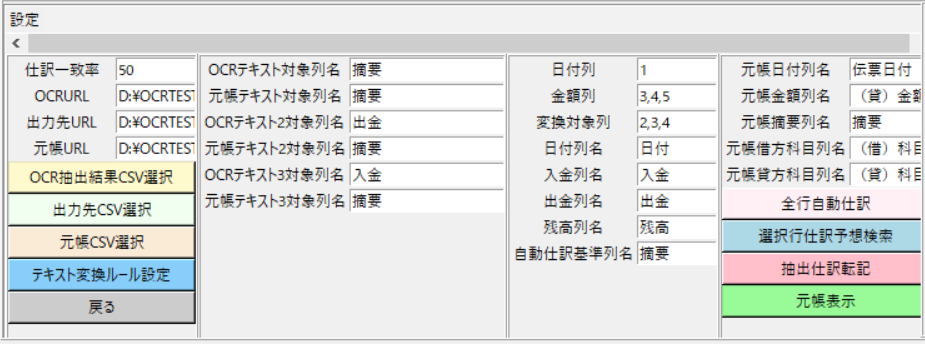 設定
仕訳一致率 50
OCRURL D:¥OCRTEST
出力先URL D:¥OCRTEST
元帳URL D:¥OCRTEST
OCR抽出結果CSV選択
出力先CSV選択
元帳CSV選択
テキスト変換ルール設定
戻る
OCRテキスト対象列名 摘要
元帳テキスト対象列名 摘要
OCRテキスト2対象列名 出金
元帳テキスト2対象列名 摘要
OCRテキスト3対象列名 入金
元帳テキスト3対象列名 摘要
日付列 1
金額列 3,4,5
変換対象列 2,3,4
日付列名 日付
入金列名 入金
出金列名 出金
残高列名 残高
自動仕訳基準列名 摘要
元帳日付列名 伝票日付
元帳金額列名 （貸）金額
元帳摘要列名 摘要
元帳借方科目列名 （借）科目
元帳貸方科目列名 （貸）科目
全行自動仕訳
選択行仕訳予想検索
抽出仕訳転記
元帳表示